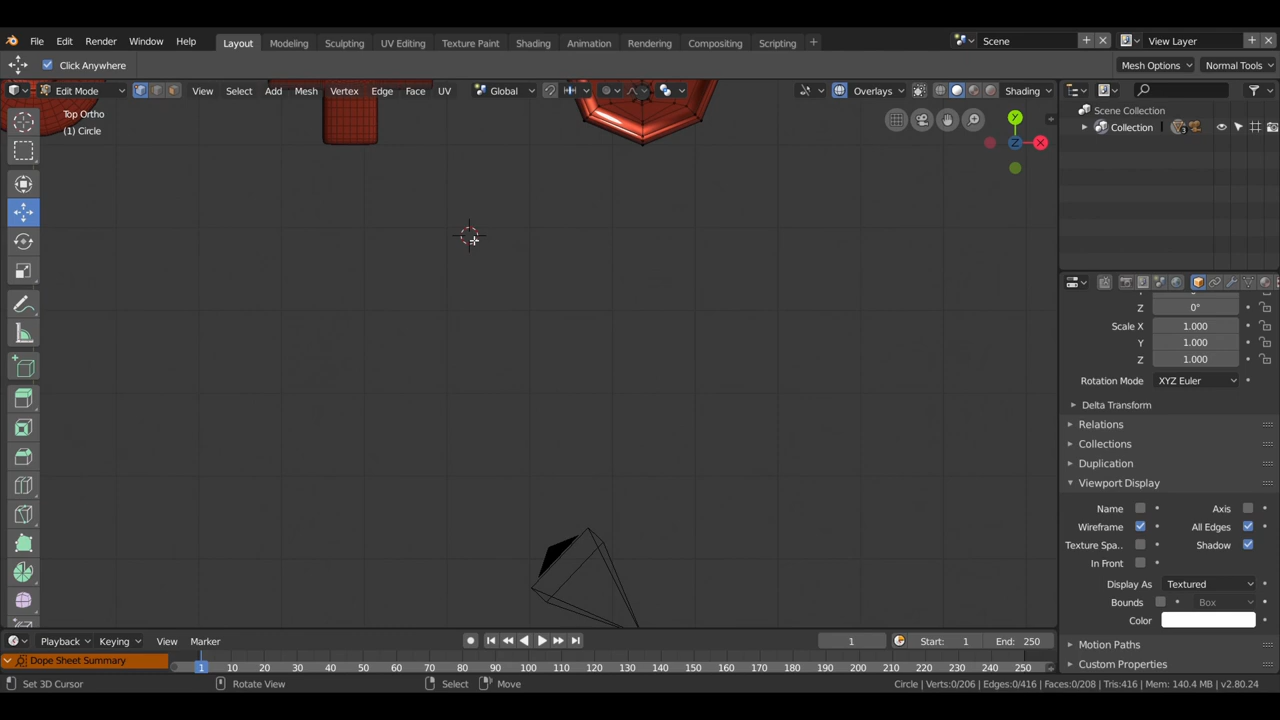 File Edit Render Window Help Layout Modeling Sculpting UV Editing Texture Paint Shading Animation Rendering Compositing Scripting + Scene View Layer
Click Anywhere Mesh Options Normal Tools
Edit Mode View Select Add Mesh Vertex Edge Face UV Global Overlays Shading
Top Ortho
(1) Circle
Y
Z
X
Scene Collection
Collection 3
Z 0°
Scale X 1.000
Y 1.000
Z 1.000
Rotation Mode XYZ Euler
Delta Transform
Relations
Collections
Duplication
Viewport Display
Name Axis
Wireframe All Edges
Texture Spa.. Shadow
In Front
Display As Textured
Bounds Box
Color
Motion Paths
Custom Properties
Playback Keying View Marker 1 Start: 1 End: 250
Dope Sheet Summary 1 10 20 30 40 50 60 70 80 90 100 110 120 130 140 150 160 170 180 190 200 210 220 230 240 250
Set 3D Cursor Rotate View Select Move Circle | Verts:0/206 | Edges:0/416 | Faces:0/208 | Tris:416 | Mem: 140.4 MB | v2.80.24